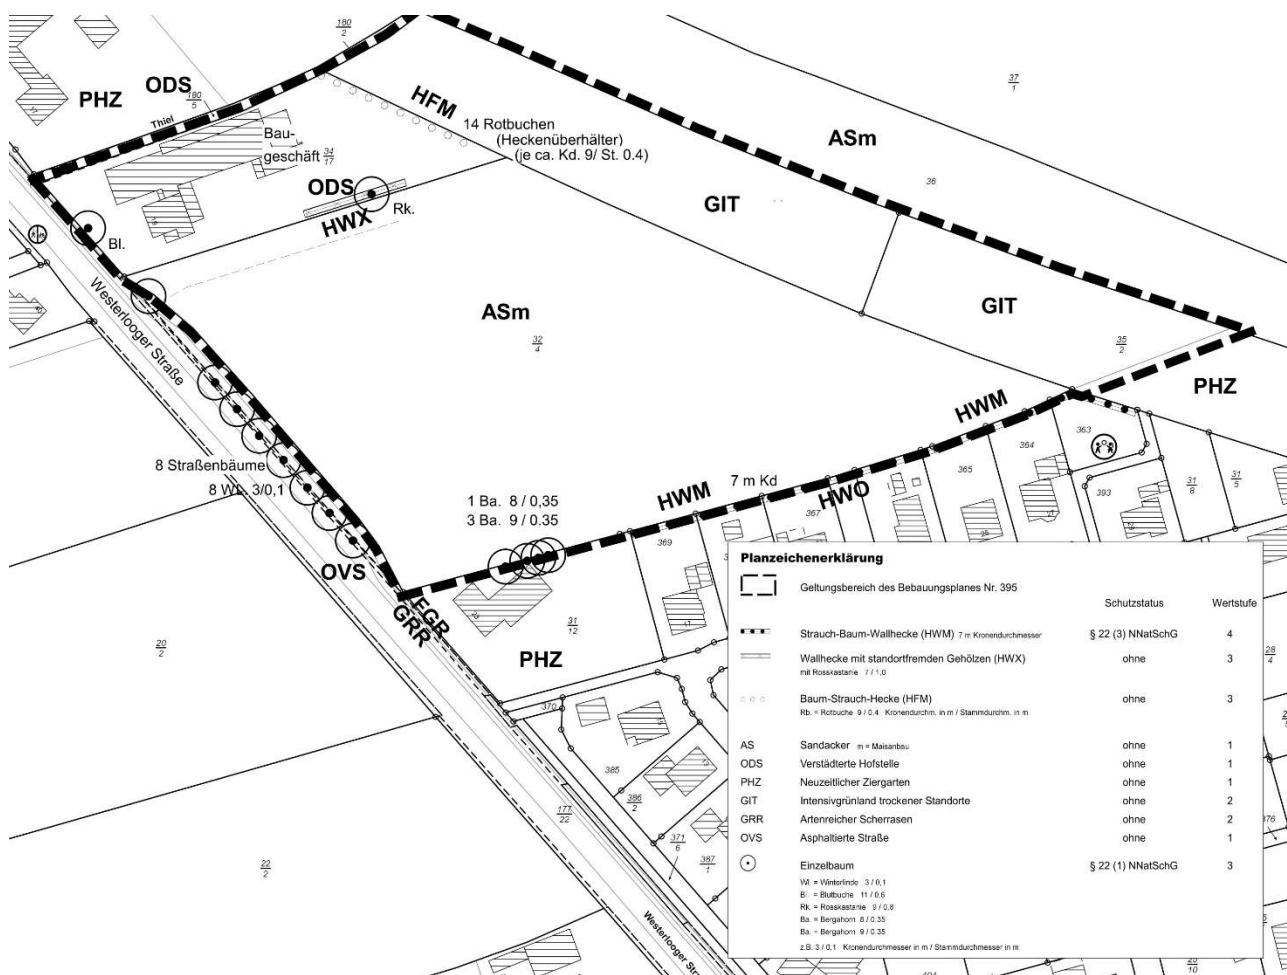 180
2
ODS
180
5
PHZ
Thiel
Bau-
geschäft
34
17
HFM
14 Rotbuchen
(Heckenüberhälter)
(je ca. Kd. 9/ St. 0.4)
37
1
ASm
36
GIT
ODS
Rk.
HWX
Bl.
Westerlooger Straße
ASm
32
4
GIT
35
2
PHZ
HWM
8 Straßenbäume
8 WL. 3/0,1
1 Ba. 8 / 0,35
3 Ba. 9 / 0.35
HWM
7 m Kd
HWO
363
364
365
367
369
393
31
8
31
5
OVS
GRR
EGR
31
12
PHZ
20
2
22
2
370
385
386
2
177
22
371
6
387
1
Westerlooger Stra
Planzeichenerklärung
Geltungsbereich des Bebauungsplanes Nr. 395
Schutzstatus Wertstufe
Strauch-Baum-Wallhecke (HWM) 7 m Kronendurchmesser § 22 (3) NNatSchG 4
Wallhecke mit standortfremden Gehölzen (HWX) ohne 3
mit Rosskastanie 7 / 1,0
Baum-Strauch-Hecke (HFM) ohne 3
Rb. = Rotbuche 9 / 0,4 Kronendurchm. in m / Stammdurchm. in m
AS Sandacker m = Maisanbau ohne 1
ODS Verstädterte Hofstelle ohne 1
PHZ Neuzeitlicher Ziergarten ohne 1
GIT Intensivgrünland trockener Standorte ohne 2
GRR Artenreicher Scherrasen ohne 2
OVS Asphaltierte Straße ohne 1
Einzelbaum § 22 (1) NNatSchG 3
WL = Winterlinde 3 / 0,1
Bl = Blutbuche 11 / 0,6
Rk. = Rosskastanie 9 / 0,8
Ba. = Bergahorn 8 / 0,35
Ba. = Bergahorn 9 / 0.35
z.B. 3 / 0,1 Kronendurchmesser in m / Stammdurchmesser in m
28
4
376
10